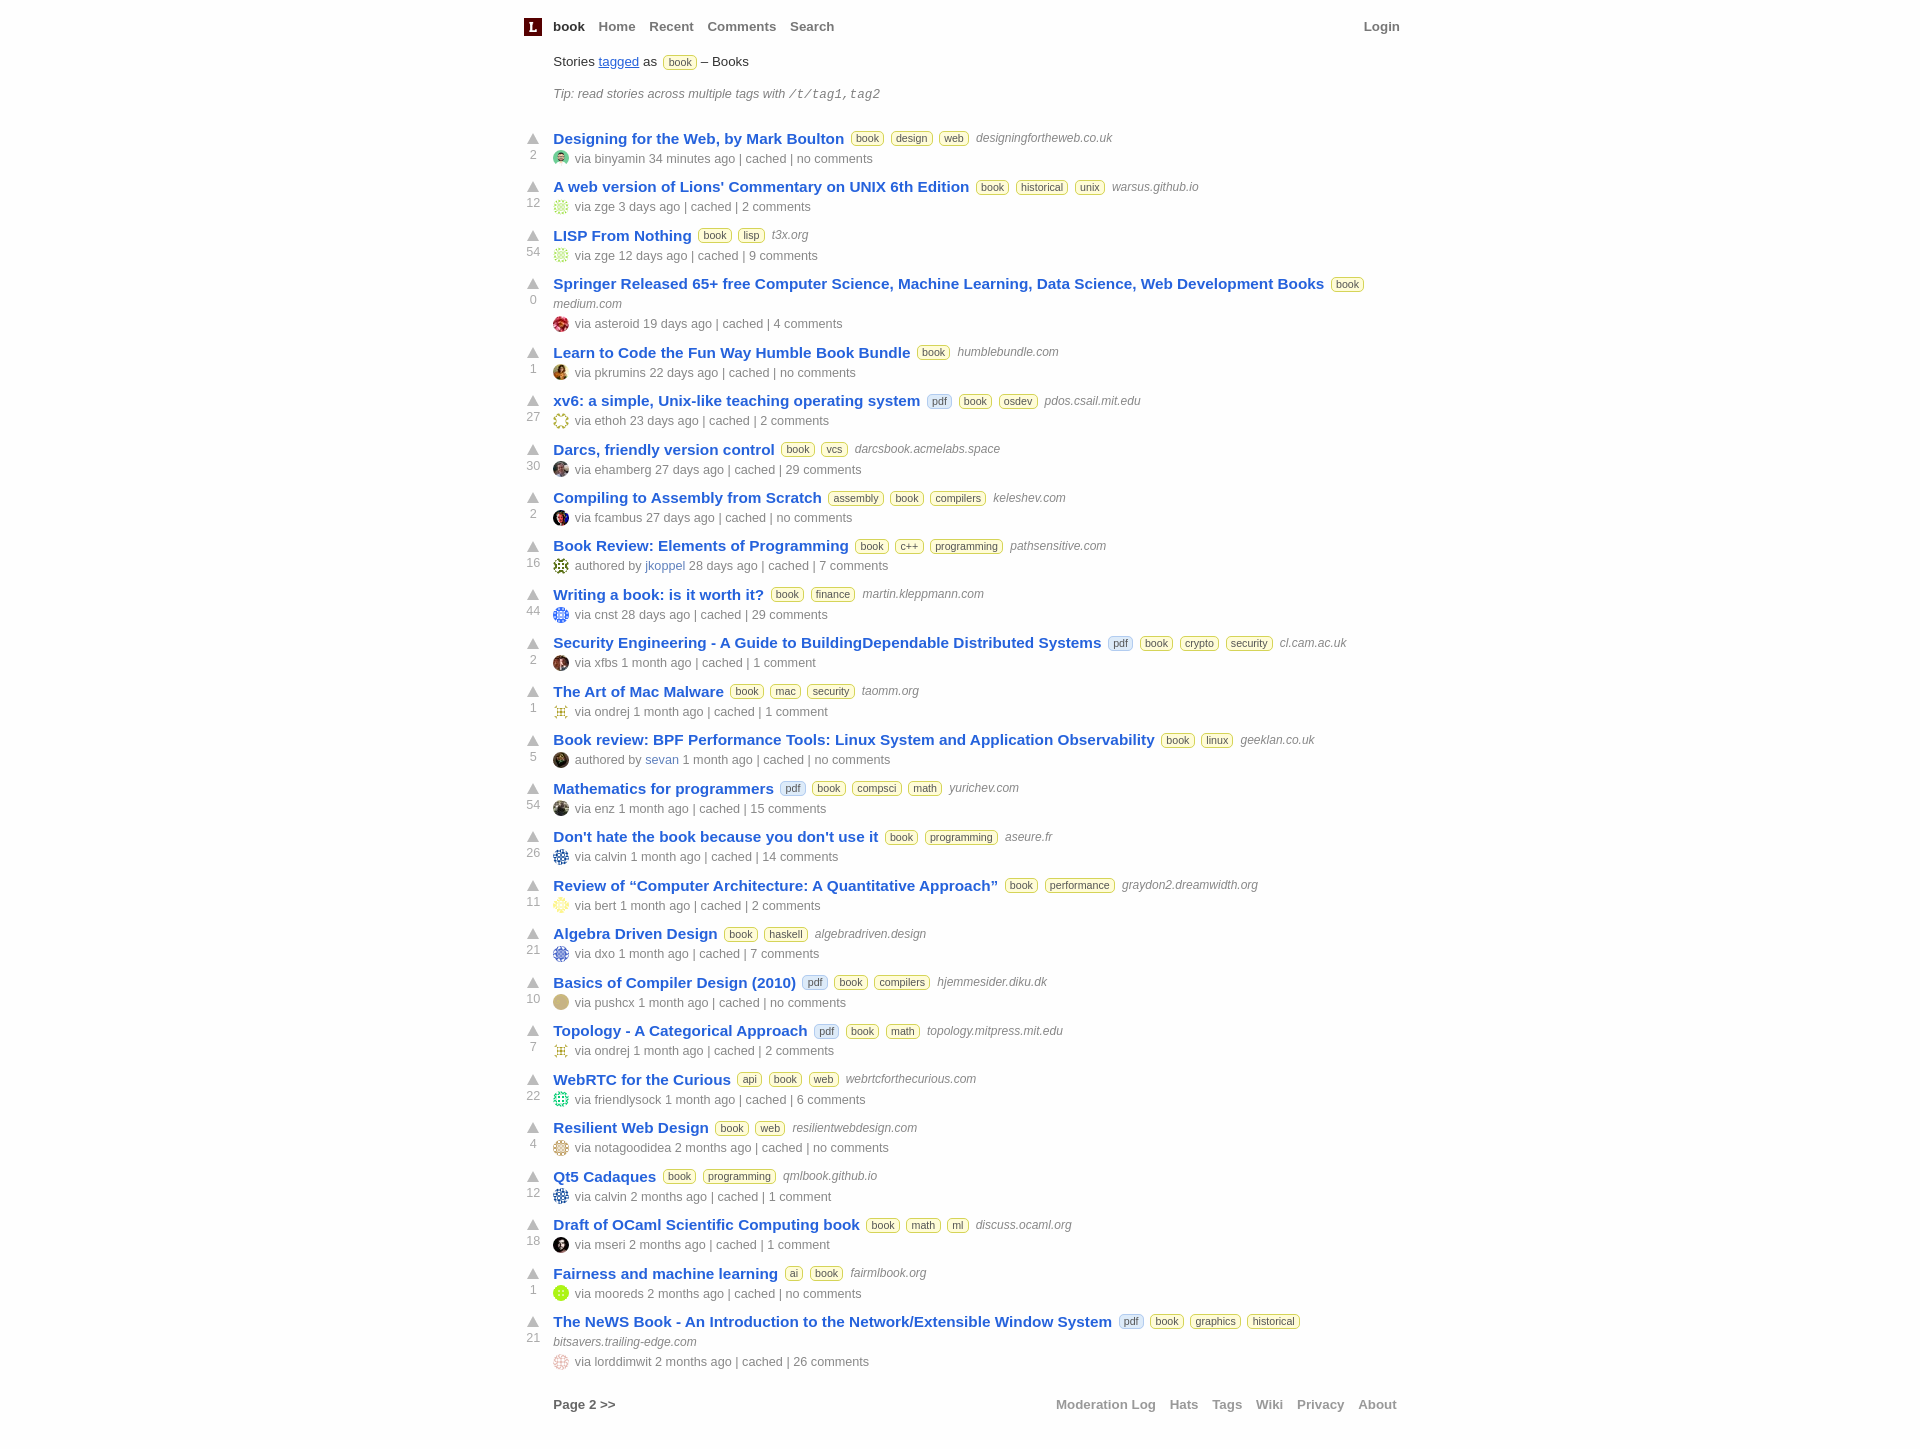 L book Home Recent Comments Search Login
Stories tagged as book – Books
Tip: read stories across multiple tags with /t/tag1,tag2
Designing for the Web, by Mark Boulton book design web designingfortheweb.co.uk
2 via binyamin 34 minutes ago | cached | no comments
A web version of Lions' Commentary on UNIX 6th Edition book historical unix warsus.github.io
12 via zge 3 days ago | cached | 2 comments
LISP From Nothing book lisp t3x.org
54 via zge 12 days ago | cached | 9 comments
Springer Released 65+ free Computer Science, Machine Learning, Data Science, Web Development Books book
0 medium.com
via asteroid 19 days ago | cached | 4 comments
Learn to Code the Fun Way Humble Book Bundle book humblebundle.com
1 via pkrumins 22 days ago | cached | no comments
xv6: a simple, Unix-like teaching operating system pdf book osdev pdos.csail.mit.edu
27 via ethoh 23 days ago | cached | 2 comments
Darcs, friendly version control book vcs darcsbook.acmelabs.space
30 via ehamberg 27 days ago | cached | 29 comments
Compiling to Assembly from Scratch assembly book compilers keleshev.com
2 via fcambus 27 days ago | cached | no comments
Book Review: Elements of Programming book c++ programming pathsensitive.com
16 authored by jkoppel 28 days ago | cached | 7 comments
Writing a book: is it worth it? book finance martin.kleppmann.com
44 via cnst 28 days ago | cached | 29 comments
Security Engineering - A Guide to BuildingDependable Distributed Systems pdf book crypto security cl.cam.ac.uk
2 via xfbs 1 month ago | cached | 1 comment
The Art of Mac Malware book mac security taomm.org
1 via ondrej 1 month ago | cached | 1 comment
Book review: BPF Performance Tools: Linux System and Application Observability book linux geeklan.co.uk
5 authored by sevan 1 month ago | cached | no comments
Mathematics for programmers pdf book compsci math yurichev.com
54 via enz 1 month ago | cached | 15 comments
Don't hate the book because you don't use it book programming aseure.fr
26 via calvin 1 month ago | cached | 14 comments
Review of “Computer Architecture: A Quantitative Approach” book performance graydon2.dreamwidth.org
11 via bert 1 month ago | cached | 2 comments
Algebra Driven Design book haskell algebradriven.design
21 via dxo 1 month ago | cached | 7 comments
Basics of Compiler Design (2010) pdf book compilers hjemmesider.diku.dk
10 via pushcx 1 month ago | cached | no comments
Topology - A Categorical Approach pdf book math topology.mitpress.mit.edu
7 via ondrej 1 month ago | cached | 2 comments
WebRTC for the Curious api book web webrtcforthecurious.com
22 via friendlysock 1 month ago | cached | 6 comments
Resilient Web Design book web resilientwebdesign.com
4 via notagoodidea 2 months ago | cached | no comments
Qt5 Cadaques book programming qmlbook.github.io
12 via calvin 2 months ago | cached | 1 comment
Draft of OCaml Scientific Computing book book math ml discuss.ocaml.org
18 via mseri 2 months ago | cached | 1 comment
Fairness and machine learning ai book fairmlbook.org
1 via mooreds 2 months ago | cached | no comments
The NeWS Book - An Introduction to the Network/Extensible Window System pdf book graphics historical
21 bitsavers.trailing-edge.com
via lorddimwit 2 months ago | cached | 26 comments
Page 2 >> Moderation Log Hats Tags Wiki Privacy About